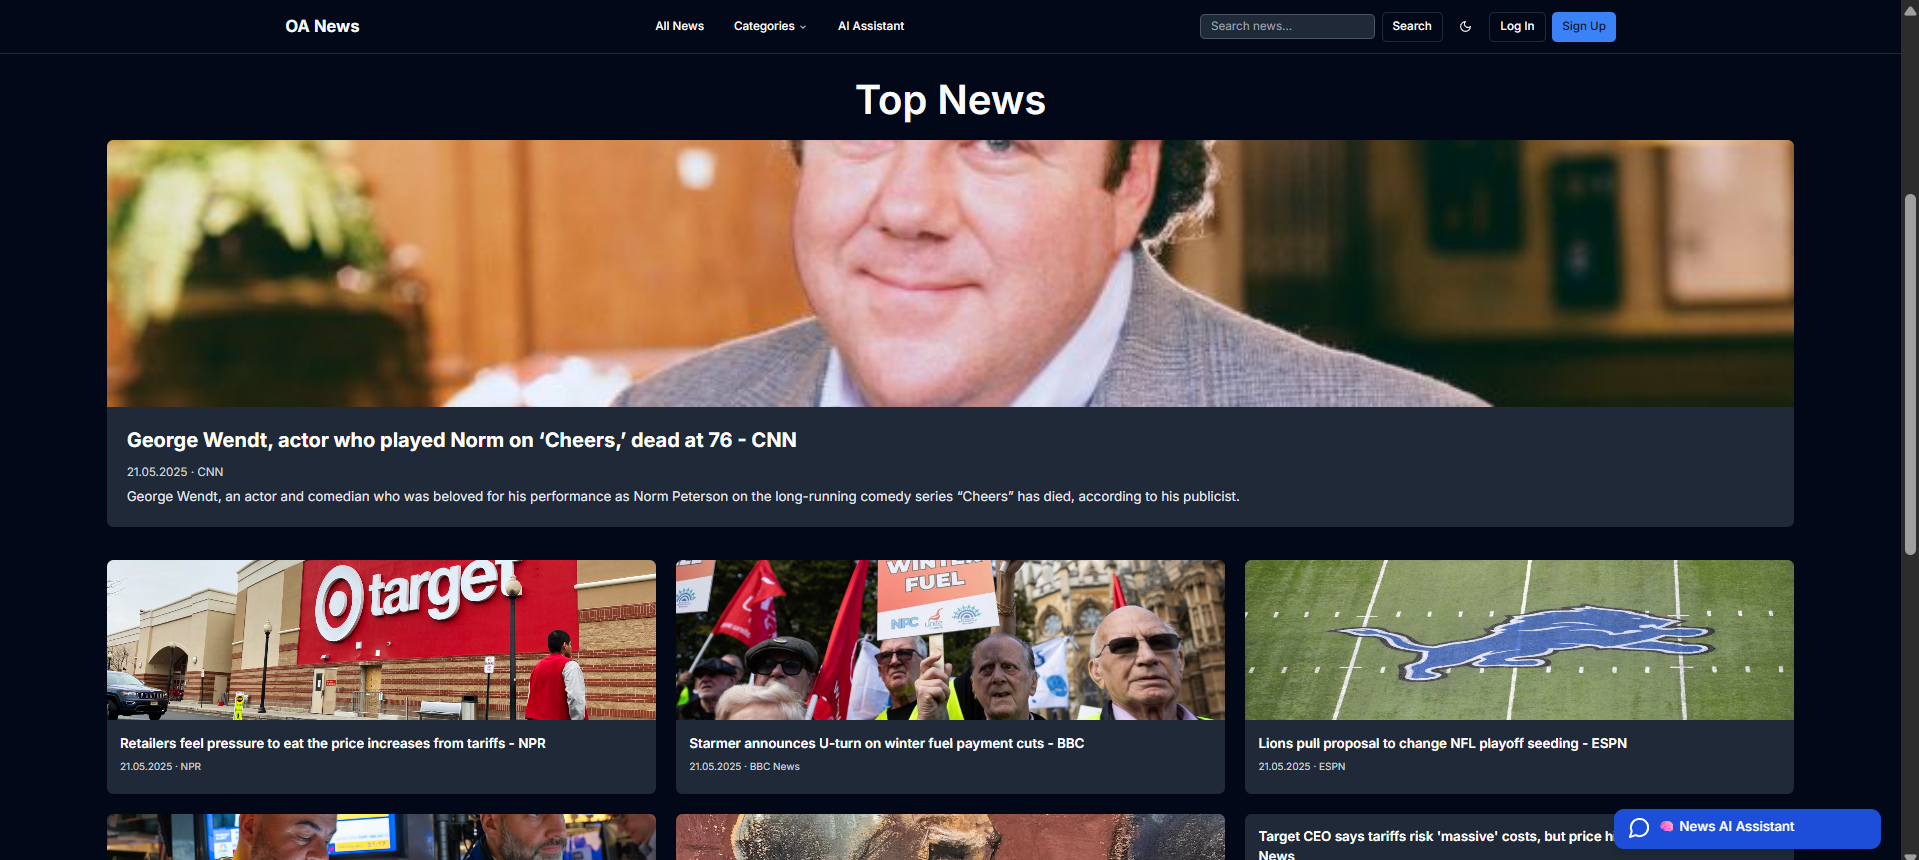 OA News
All News
Categories
AI Assistant
Search news...
Search
Log In
Sign Up
Top News
George Wendt, actor who played Norm on ‘Cheers,’ dead at 76 - CNN
21.05.2025 · CNN
George Wendt, an actor and comedian who was beloved for his performance as Norm Peterson on the long-running comedy series “Cheers” has died, according to his publicist.
target
WINTER
FUEL
NPC
unite
Retailers feel pressure to eat the price increases from tariffs - NPR
21.05.2025 · NPR
Starmer announces U-turn on winter fuel payment cuts - BBC
21.05.2025 · BBC News
Lions pull proposal to change NFL playoff seeding - ESPN
21.05.2025 · ESPN
Target CEO says tariffs risk 'massive' costs, but price
News
News AI Assistant